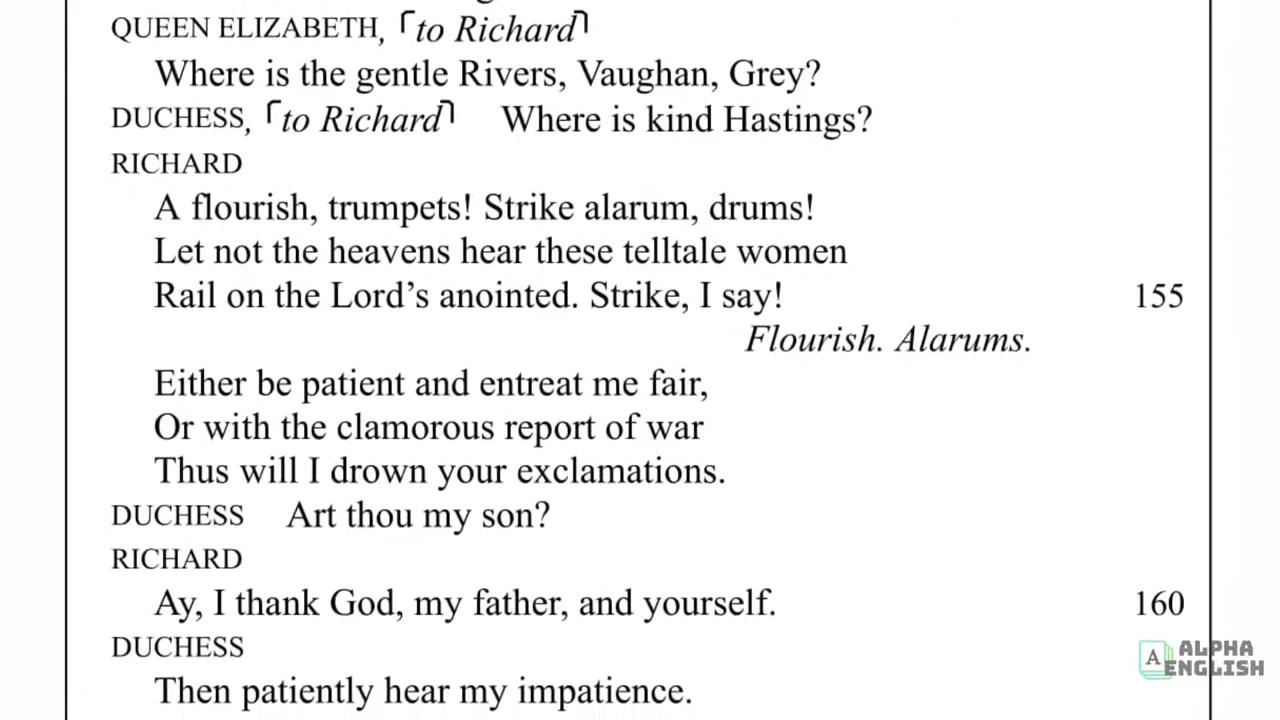 QUEEN ELIZABETH, ⌜to Richard⌝
Where is the gentle Rivers, Vaughan, Grey?
DUCHESS, ⌜to Richard⌝ Where is kind Hastings?
RICHARD
A flourish, trumpets! Strike alarum, drums!
Let not the heavens hear these telltale women
Rail on the Lord’s anointed. Strike, I say! 155
Flourish. Alarums.
Either be patient and entreat me fair,
Or with the clamorous report of war
Thus will I drown your exclamations.
DUCHESS Art thou my son?
RICHARD
Ay, I thank God, my father, and yourself. 160
DUCHESS
Then patiently hear my impatience.
A ALPHA
ENGLISH